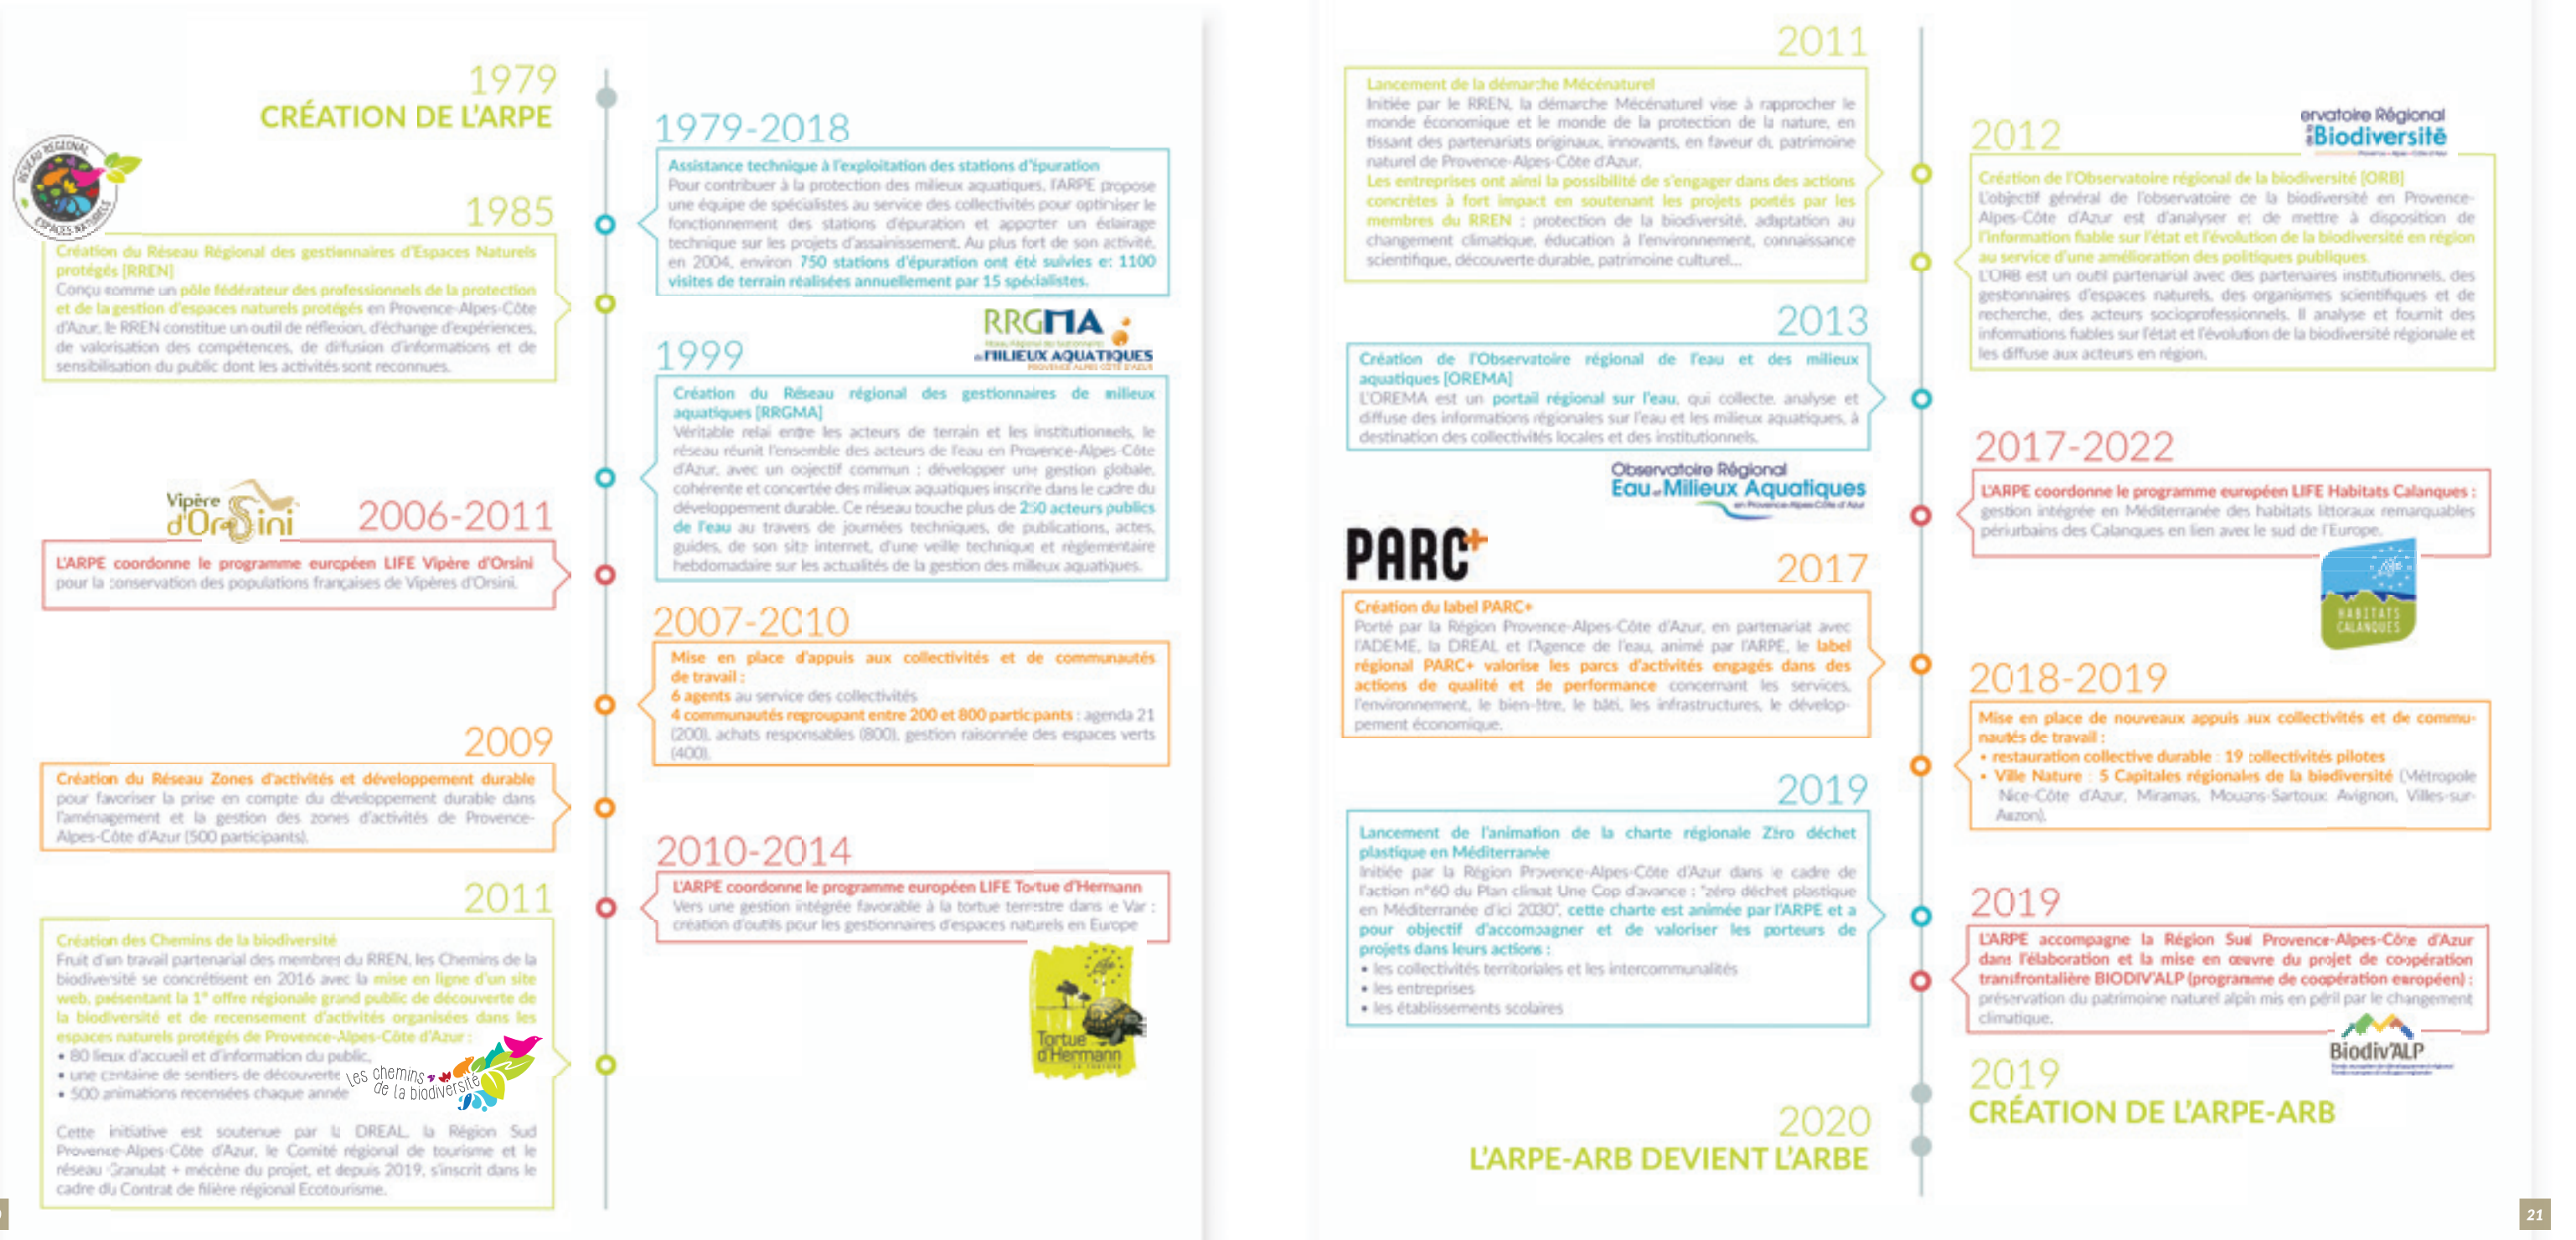 1979
CRÉATION DE L'ARPE
RÉSEAU RÉGIONAL
ESPACES NATURELS
1985
Création du Réseau Régional des gestionnaires d'Espaces Naturels
protégés [RREN]
Conçu comme un pôle fédérateur des professionnels de la protection
et de la gestion d'espaces naturels protégés en Provence-Alpes-Côte
d'Azur, le RREN constitue un outil de réflexion, d'échange d'expériences,
de valorisation des compétences, de diffusion d'informations et de
sensibilisation du public dont les activités sont reconnues.
Vipère
d'Orsini
2006-2011
L'ARPE coordonne le programme européen LIFE Vipère d'Orsini
pour la conservation des populations françaises de Vipères d'Orsini.
2009
Création du Réseau Zones d'activités et développement durable
pour favoriser la prise en compte du développement durable dans
l'aménagement et la gestion des zones d'activités de Provence-
Alpes-Côte d'Azur (500 participants).
2011
Création des Chemins de la biodiversité
Fruit d'un travail partenarial des membres du RREN, les Chemins de la
biodiversité se concrétisent en 2016 avec la mise en ligne d'un site
web, présentant la 1° offre régionale grand public de découverte de
la biodiversité et de recensement d'activités organisées dans les
espaces naturels protégés de Provence-Alpes-Côte d'Azur :
• 80 lieux d'accueil et d'information du public,
• une centaine de sentiers de découverte
• 500 animations recensées chaque année
Les chemins
de la biodiversité
Cette initiative est soutenue par la DREAL, la Région Sud
Provence-Alpes-Côte d'Azur, le Comité régional de tourisme et le
réseau Granulat + mécène du projet, et depuis 2019, s'inscrit dans le
cadre du Contrat de filière régional Ecotourisme.
1979-2018
Assistance technique à l'exploitation des stations d'épuration
Pour contribuer à la protection des milieux aquatiques, l'ARPE propose
une équipe de spécialistes au service des collectivités pour optimiser le
fonctionnement des stations d'épuration et apporter un éclairage
technique sur les projets d'assainissement. Au plus fort de son activité,
en 2004, environ 750 stations d'épuration ont été suivies et 1100
visites de terrain réalisées annuellement par 15 spécialistes.
RRGMA
Réseau Régional des Gestionnaires
de MILIEUX AQUATIQUES
PROVENCE ALPES CÔTE D'AZUR
1999
Création du Réseau régional des gestionnaires de milieux
aquatiques [RRGMA]
Véritable relai entre les acteurs de terrain et les institutionnels, le
réseau réunit l'ensemble des acteurs de l'eau en Provence-Alpes-Côte
d'Azur, avec un objectif commun : développer une gestion globale,
cohérente et concertée des milieux aquatiques inscrite dans le cadre du
développement durable. Ce réseau touche plus de 250 acteurs publics
de l'eau au travers de journées techniques, de publications, actes,
guides, de son site internet, d'une veille technique et règlementaire
hebdomadaire sur les actualités de la gestion des milieux aquatiques.
2007-2010
Mise en place d'appuis aux collectivités et de communautés
de travail :
6 agents au service des collectivités
4 communautés regroupant entre 200 et 800 participants : agenda 21
(200), achats responsables (800), gestion raisonnée des espaces verts
(400).
2010-2014
L'ARPE coordonne le programme européen LIFE Tortue d'Hermann
Vers une gestion intégrée favorable à la tortue terrestre dans le Var :
création d'outils pour les gestionnaires d'espaces naturels en Europe
Tortue
d'Hermann
2011
Lancement de la démarche Mécénaturel
Initiée par le RREN, la démarche Mécénaturel vise à rapprocher le
monde économique et le monde de la protection de la nature, en
tissant des partenariats originaux, innovants, en faveur du patrimoine
naturel de Provence-Alpes-Côte d'Azur.
Les entreprises ont ainsi la possibilité de s'engager dans des actions
concrètes à fort impact en soutenant les projets portés par les
membres du RREN : protection de la biodiversité, adaptation au
changement climatique, éducation à l'environnement, connaissance
scientifique, découverte durable, patrimoine culturel...
2013
Création de l'Observatoire régional de l'eau et des milieux
aquatiques [OREMA]
L'OREMA est un portail régional sur l'eau, qui collecte, analyse et
diffuse des informations régionales sur l'eau et les milieux aquatiques, à
destination des collectivités locales et des institutionnels.
Observatoire Régional
Eau et Milieux Aquatiques
en Provence-Alpes-Côte d'Azur
PARC+
2017
Création du label PARC+
Porté par la Région Provence-Alpes-Côte d'Azur, en partenariat avec
l'ADEME, la DREAL et l'Agence de l'eau, animé par l'ARPE, le label
régional PARC+ valorise les parcs d'activités engagés dans des
actions de qualité et de performance concernant les services,
l'environnement, le bien-être, le bâti, les infrastructures, le dévelop-
pement économique.
2019
Lancement de l'animation de la charte régionale Zéro déchet
plastique en Méditerranée
Initiée par la Région Provence-Alpes-Côte d'Azur dans le cadre de
l'action n°60 du Plan climat Une Cop d'avance : "zéro déchet plastique
en Méditerranée d'ici 2030", cette charte est animée par l'ARPE et a
pour objectif d'accompagner et de valoriser les porteurs de
projets dans leurs actions :
• les collectivités territoriales et les intercommunalités
• les entreprises
• les établissements scolaires
2020
L'ARPE-ARB DEVIENT L'ARBE
ervatoire Régional
de la Biodiversité
Provence - Alpes - Côte d'Azur
2012
Création de l'Observatoire régional de la biodiversité [ORB]
L'objectif général de l'observatoire de la biodiversité en Provence-
Alpes-Côte d'Azur est d'analyser et de mettre à disposition de
l'information fiable sur l'état et l'évolution de la biodiversité en région
au service d'une amélioration des politiques publiques.
L'ORB est un outil partenarial avec des partenaires institutionnels, des
gestionnaires d'espaces naturels, des organismes scientifiques et de
recherche, des acteurs socioprofessionnels. Il analyse et fournit des
informations fiables sur l'état et l'évolution de la biodiversité régionale et
les diffuse aux acteurs en région.
2017-2022
L'ARPE coordonne le programme européen LIFE Habitats Calanques :
gestion intégrée en Méditerranée des habitats littoraux remarquables
périurbains des Calanques en lien avec le sud de l'Europe.
HABITATS
CALANQUES
2018-2019
Mise en place de nouveaux appuis aux collectivités et de commu-
nautés de travail :
• restauration collective durable : 19 collectivités pilotes
• Ville Nature : 5 Capitales régionales de la biodiversité (Métropole
Nice-Côte d'Azur, Miramas, Mouans-Sartoux, Avignon, Villes-sur-
Auzon).
2019
L'ARPE accompagne la Région Sud Provence-Alpes-Côte d'Azur
dans l'élaboration et la mise en œuvre du projet de coopération
transfrontalière BIODIV'ALP (programme de coopération européen) :
préservation du patrimoine naturel alpin mis en péril par le changement
climatique.
Biodiv'ALP
2019
CRÉATION DE L'ARPE-ARB
21